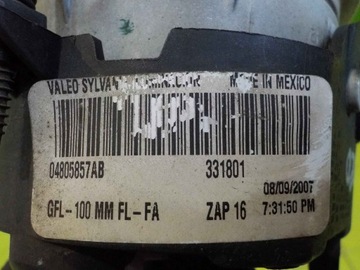 VALEO SYLVA MADE IN MEXICO
04805857AB 331801
08/09/2007
GFL-100 MM FL-FA ZAP 16 7:31:50 PM